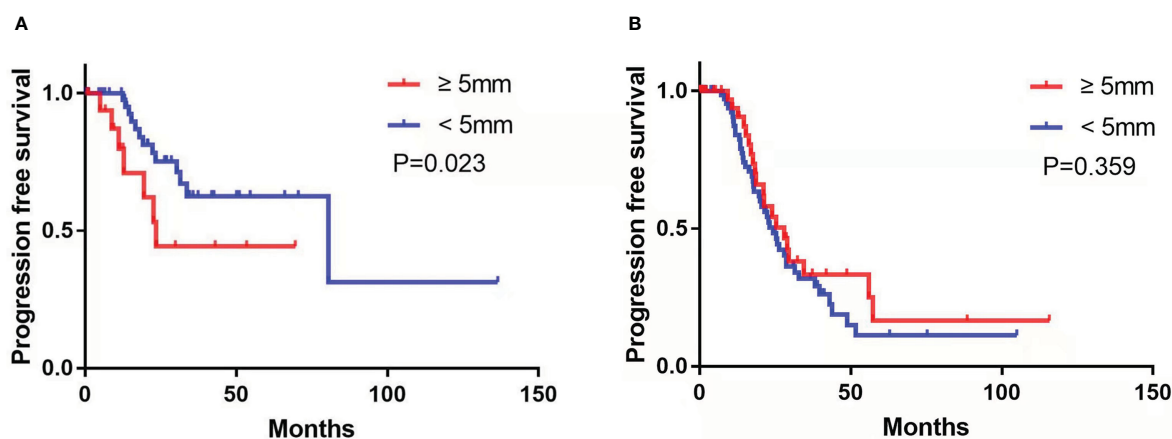 A
Progression free survival
1.0
0.5
0.0
0
50
100
150
Months
≥ 5mm
< 5mm
P=0.023
B
Progression free survival
1.0
0.5
0.0
0
50
100
150
Months
≥ 5mm
< 5mm
P=0.359